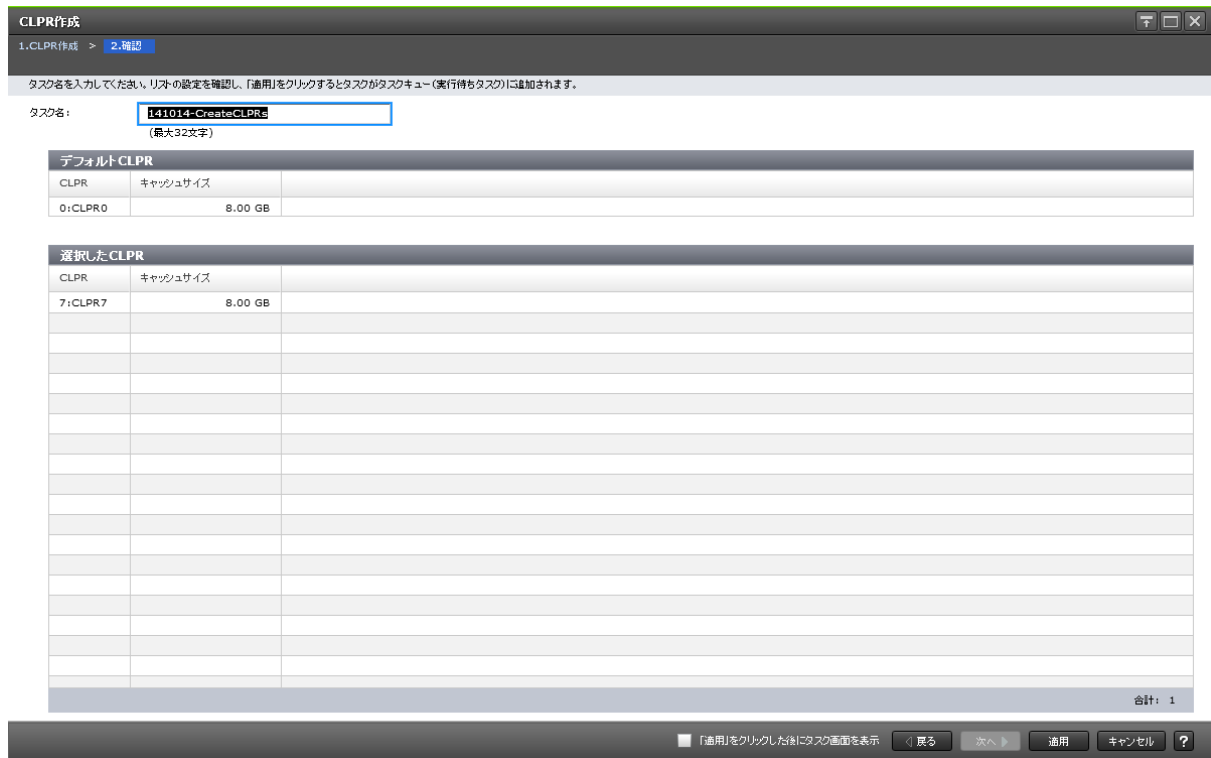 CLPR作成
1.CLPR作成 > 2.確認
タスク名を入力してください。リストの設定を確認し、「適用」をクリックするとタスクがタスクキュー(実行待ちタスク)に追加されます。
タスク名: 141014-CreateCLPRs
(最大32文字)
デフォルトCLPR
CLPR キャッシュサイズ
0:CLPR0 8.00 GB
選択したCLPR
CLPR キャッシュサイズ
7:CLPR7 8.00 GB
合計: 1
「適用」をクリックした後にタスク画面を表示 戻る 次へ 適用 キャンセル ?